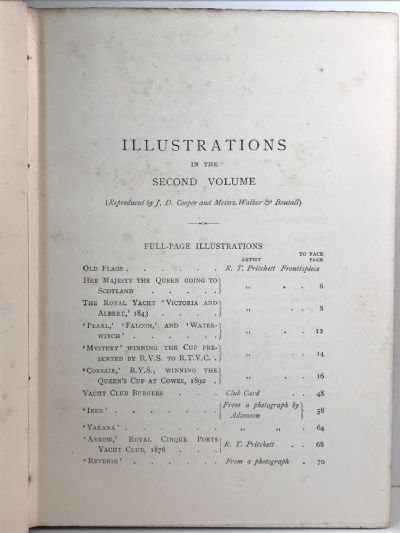 ILLUSTRATIONS
IN THE
SECOND VOLUME
(Reproduced by J. D. Cooper and Messrs. Walker & Boutall)
FULL-PAGE ILLUSTRATIONS
ARTIST TO FACE PAGE
OLD FLAGS . . . . . . R. T. Pritchett Frontispiece
HER MAJESTY THE QUEEN GOING TO
SCOTLAND . . . . . } ,, . . 6
THE ROYAL YACHT 'VICTORIA AND
ALBERT,' 1843 . . . . } ,, . . 8
'PEARL,' 'FALCON,' AND 'WATER-
WITCH' . . . . . . } ,, . . 12
'MYSTERY' WINNING THE CUP PRE-
SENTED BY R.Y.S. TO R.T.Y.C. . } ,, . . 14
'CORSAIR,' R.Y.S., WINNING THE
QUEEN'S CUP AT COWES, 1892 . } ,, . . 16
YACHT CLUB BURGEES . . . Club Card . . 48
'IREX' . . . . . . . { From a photograph by
Adamson } 58
'YARANA' . . . . . . ,, ,, 64
'ARROW,' ROYAL CINQUE PORTS
YACHT CLUB, 1876 . . . } R. T. Pritchett . . 68
'REVERIE' . . . . . . From a photograph . 70